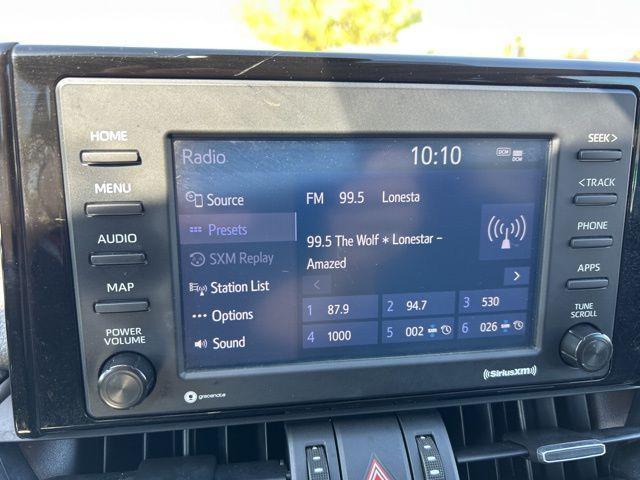 HOME
MENU
AUDIO
MAP
POWER
VOLUME
Radio
10:10
DCM
DCM
Source
Presets
SXM Replay
Station List
Options
Sound
FM 99.5 Lonesta
99.5 The Wolf * Lonestar –
Amazed
<
>
1 87.9
2 94.7
3 530
4 1000
5 002
6 026
SEEK>
<TRACK
PHONE
APPS
TUNE
SCROLL
gracenote
((SiriusXM))